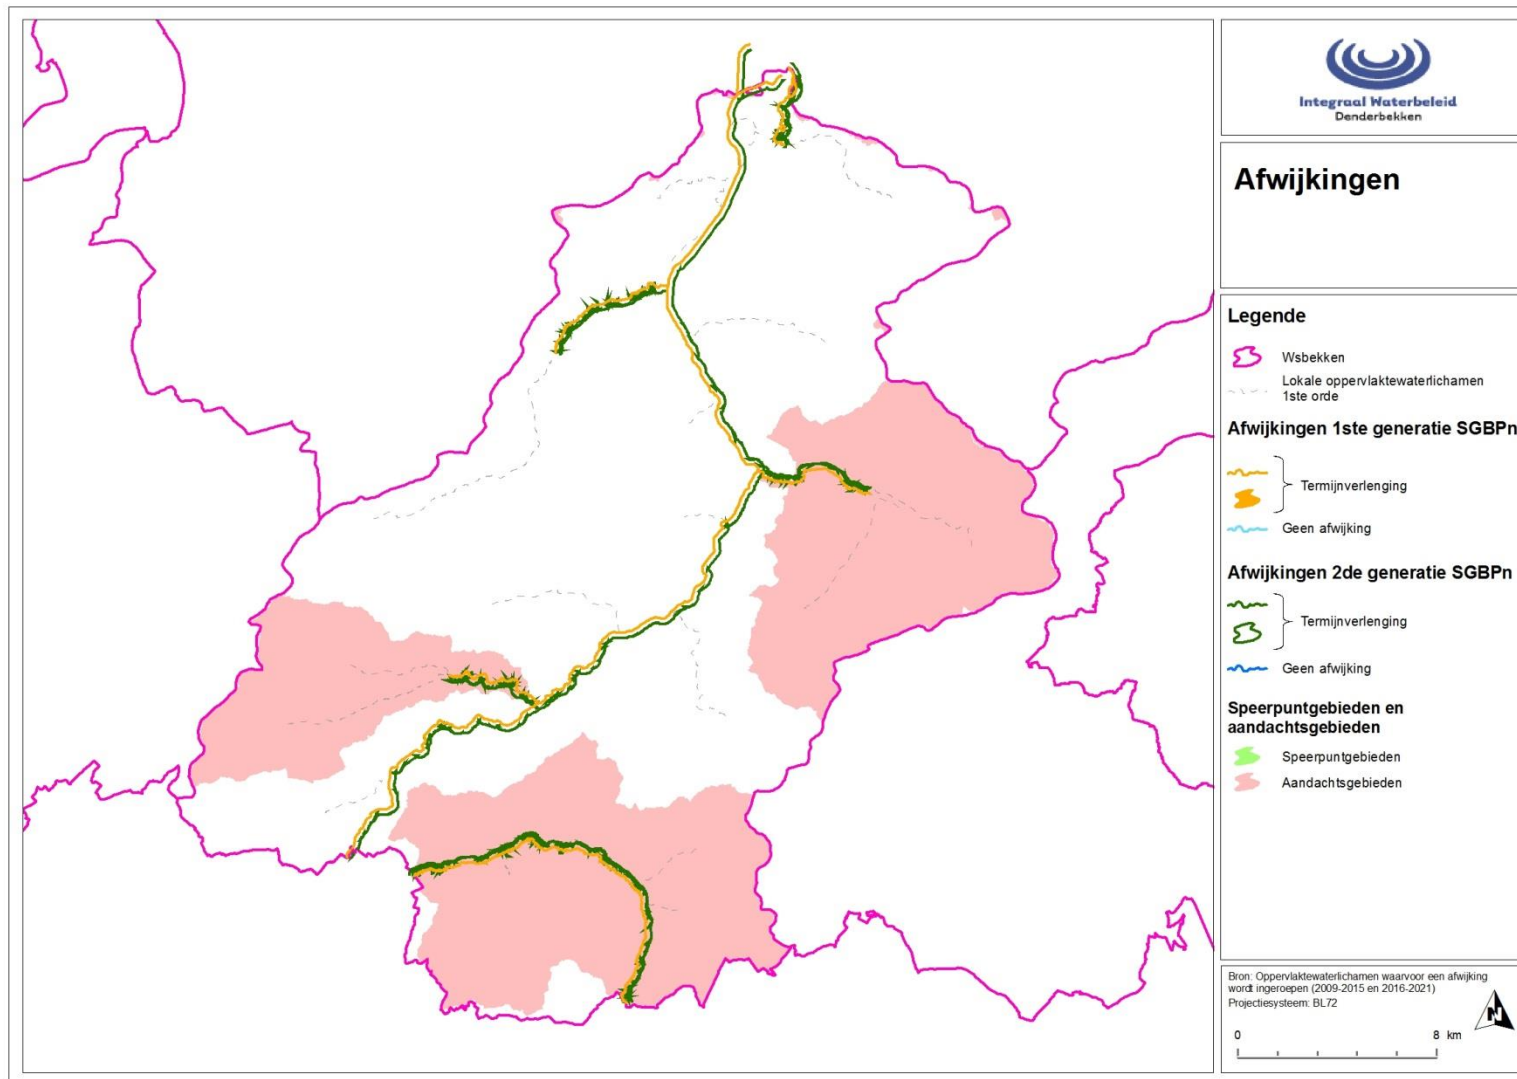 Integraal Waterbeleid
Denderbekken
Afwijkingen
Legende
Wsbekken
Lokale oppervlaktewaterlichamen
1ste orde
Afwijkingen 1ste generatie SGBPn
Termijnverlenging
Geen afwijking
Afwijkingen 2de generatie SGBPn
Termijnverlenging
Geen afwijking
Speerpuntgebieden en
aandachtsgebieden
Speerpuntgebieden
Aandachtsgebieden
Bron: Oppervlaktewaterlichamen waarvoor een afwijking
wordt ingeroepen (2009-2015 en 2016-2021)
Projectiesysteem: BL72
N
0 8 km